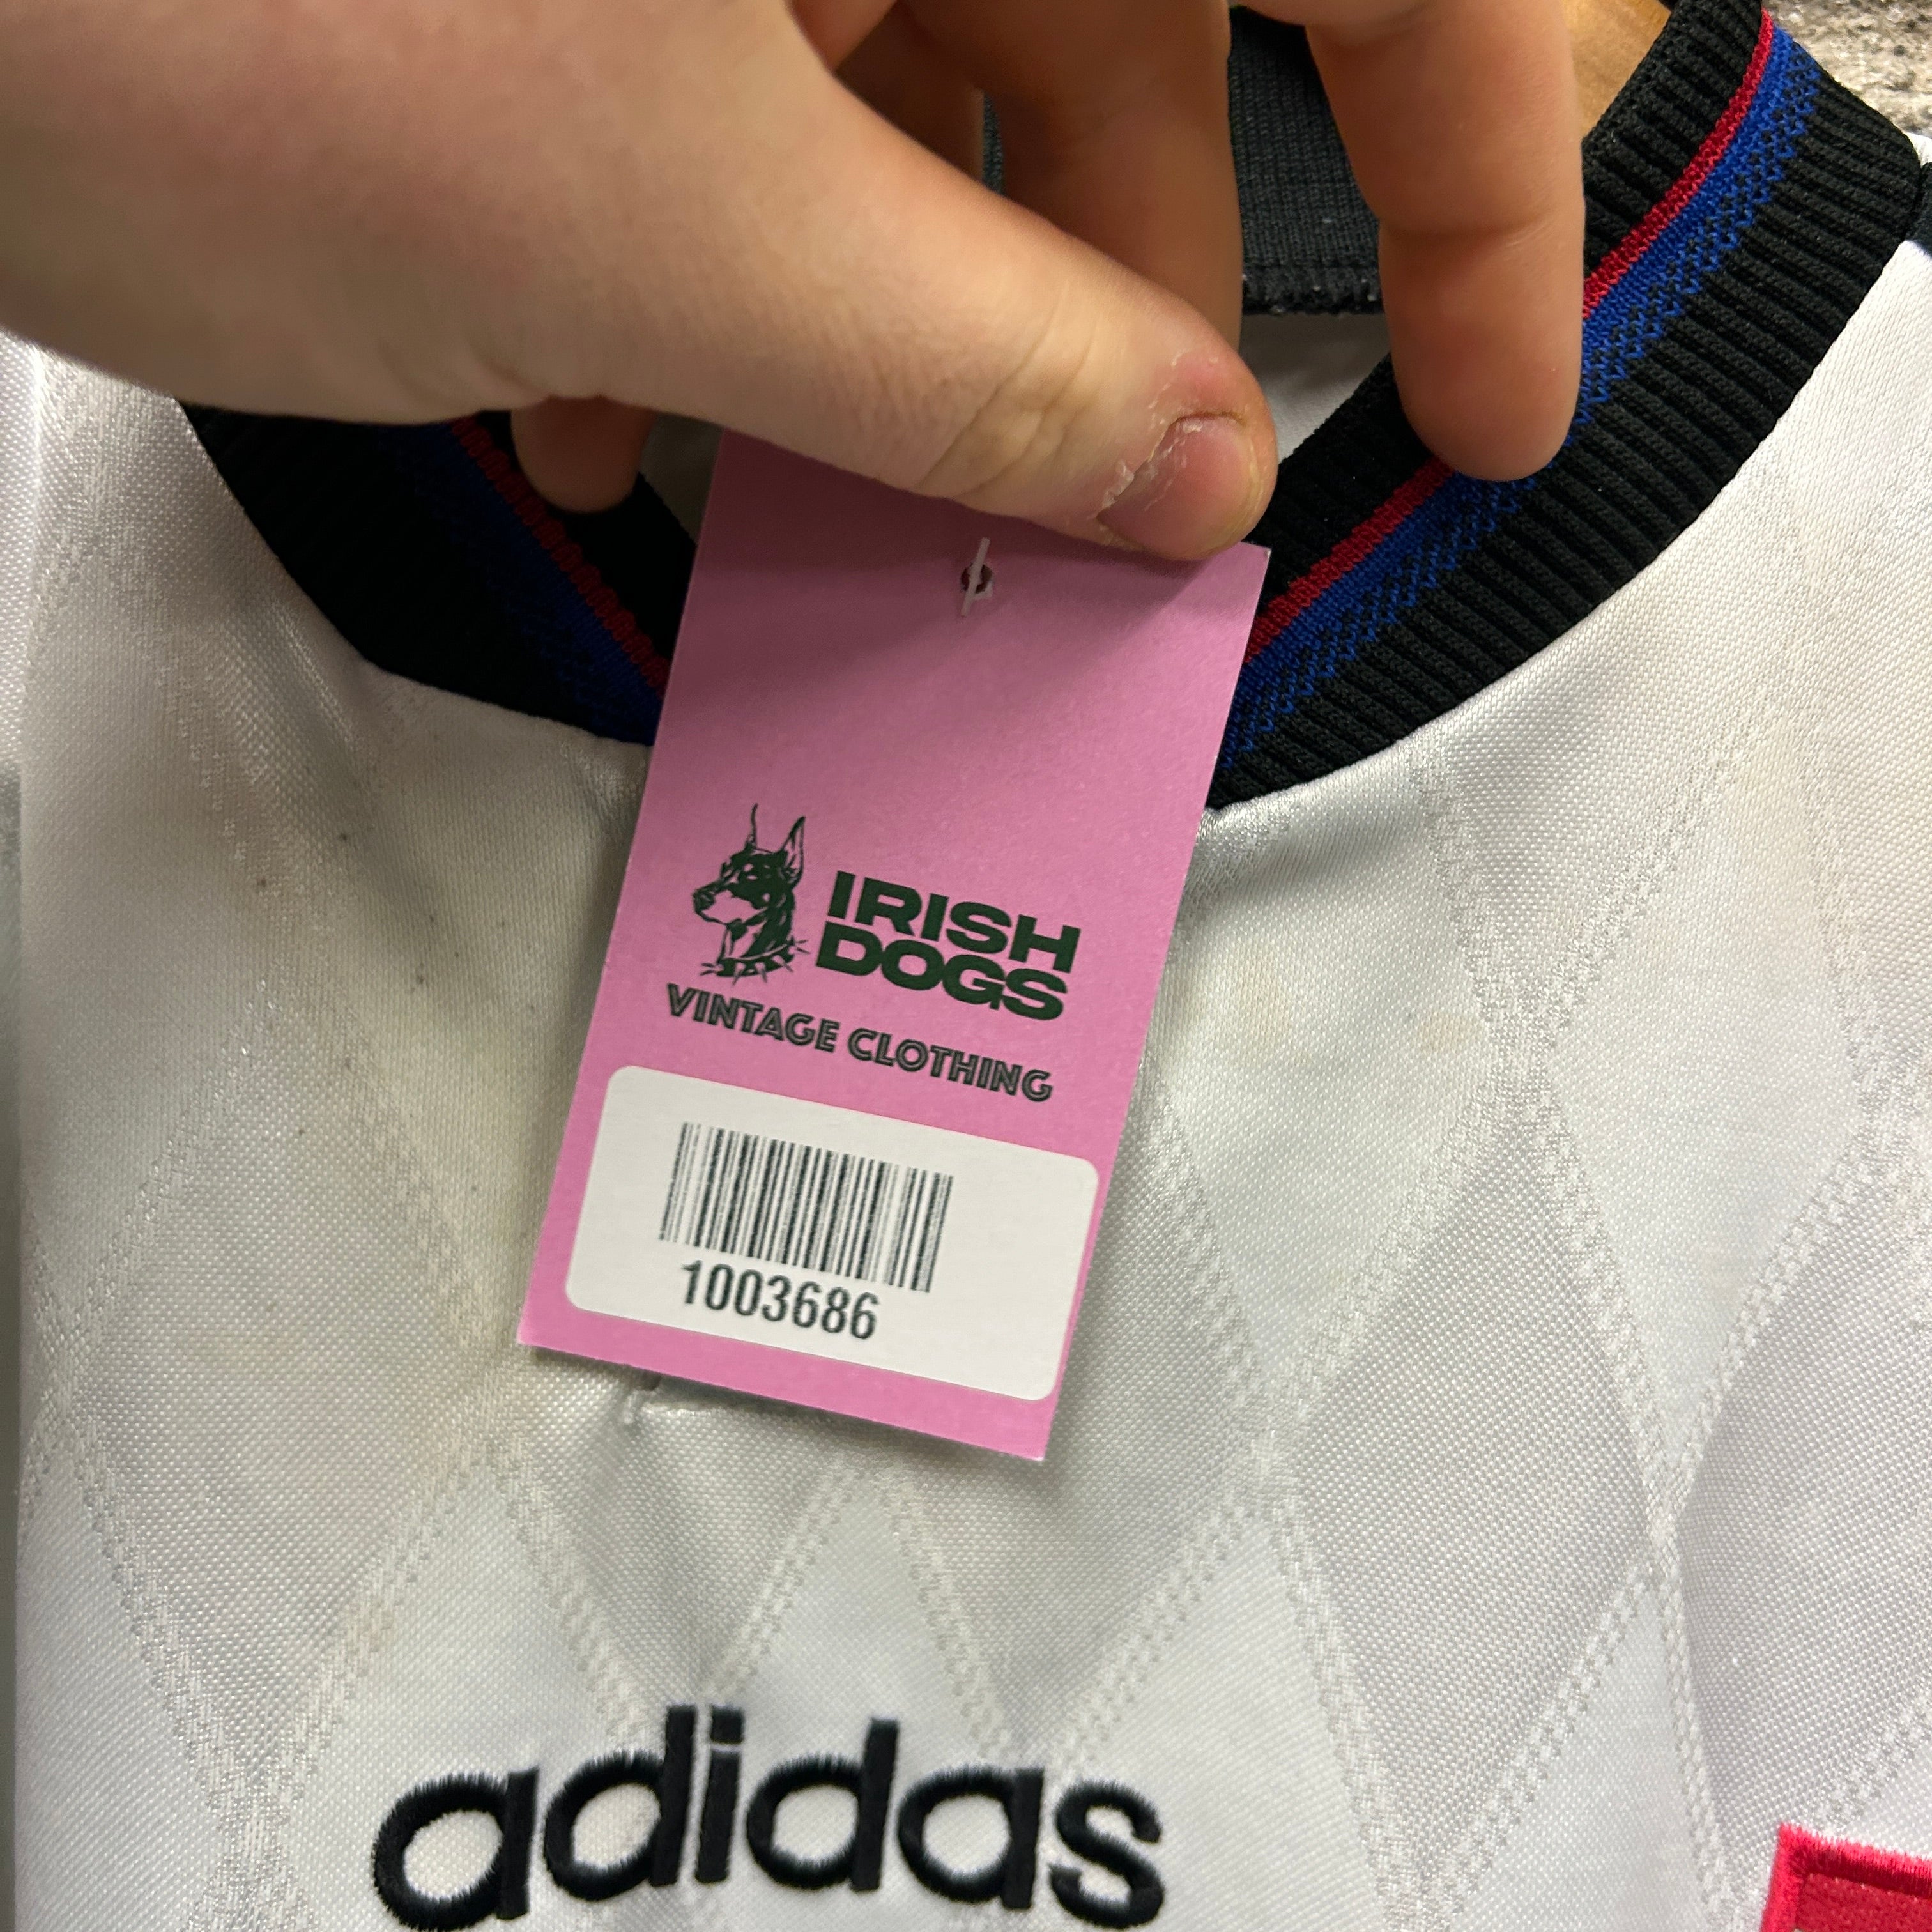 IRISH
DOGS
VINTAGE CLOTHING
1003686
adidas